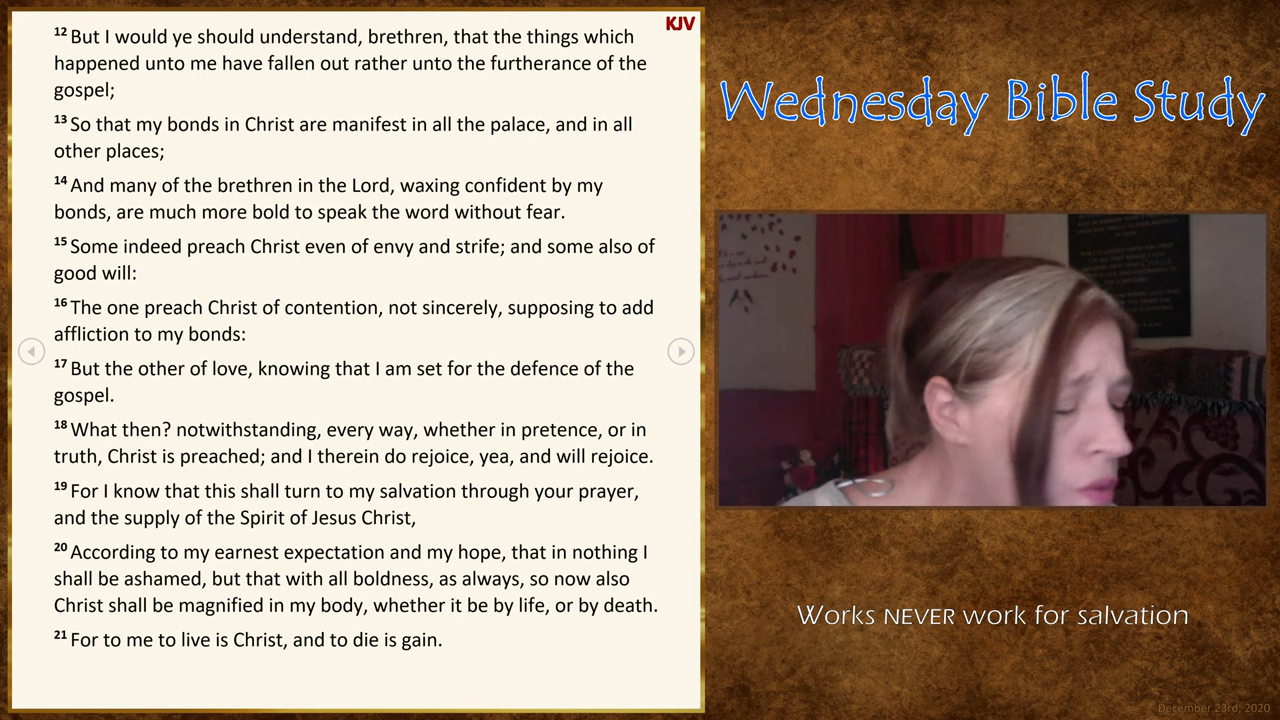 KJV
12 But I would ye should understand, brethren, that the things which
happened unto me have fallen out rather unto the furtherance of the
gospel;
13 So that my bonds in Christ are manifest in all the palace, and in all
other places;
14 And many of the brethren in the Lord, waxing confident by my
bonds, are much more bold to speak the word without fear.
15 Some indeed preach Christ even of envy and strife; and some also of
good will:
16 The one preach Christ of contention, not sincerely, supposing to add
affliction to my bonds:
17 But the other of love, knowing that I am set for the defence of the
gospel.
18 What then? notwithstanding, every way, whether in pretence, or in
truth, Christ is preached; and I therein do rejoice, yea, and will rejoice.
19 For I know that this shall turn to my salvation through your prayer,
and the supply of the Spirit of Jesus Christ,
20 According to my earnest expectation and my hope, that in nothing I
shall be ashamed, but that with all boldness, as always, so now also
Christ shall be magnified in my body, whether it be by life, or by death.
21 For to me to live is Christ, and to die is gain.
Wednesday Bible Study
Works NEVER work for salvation
December 23rd, 2020